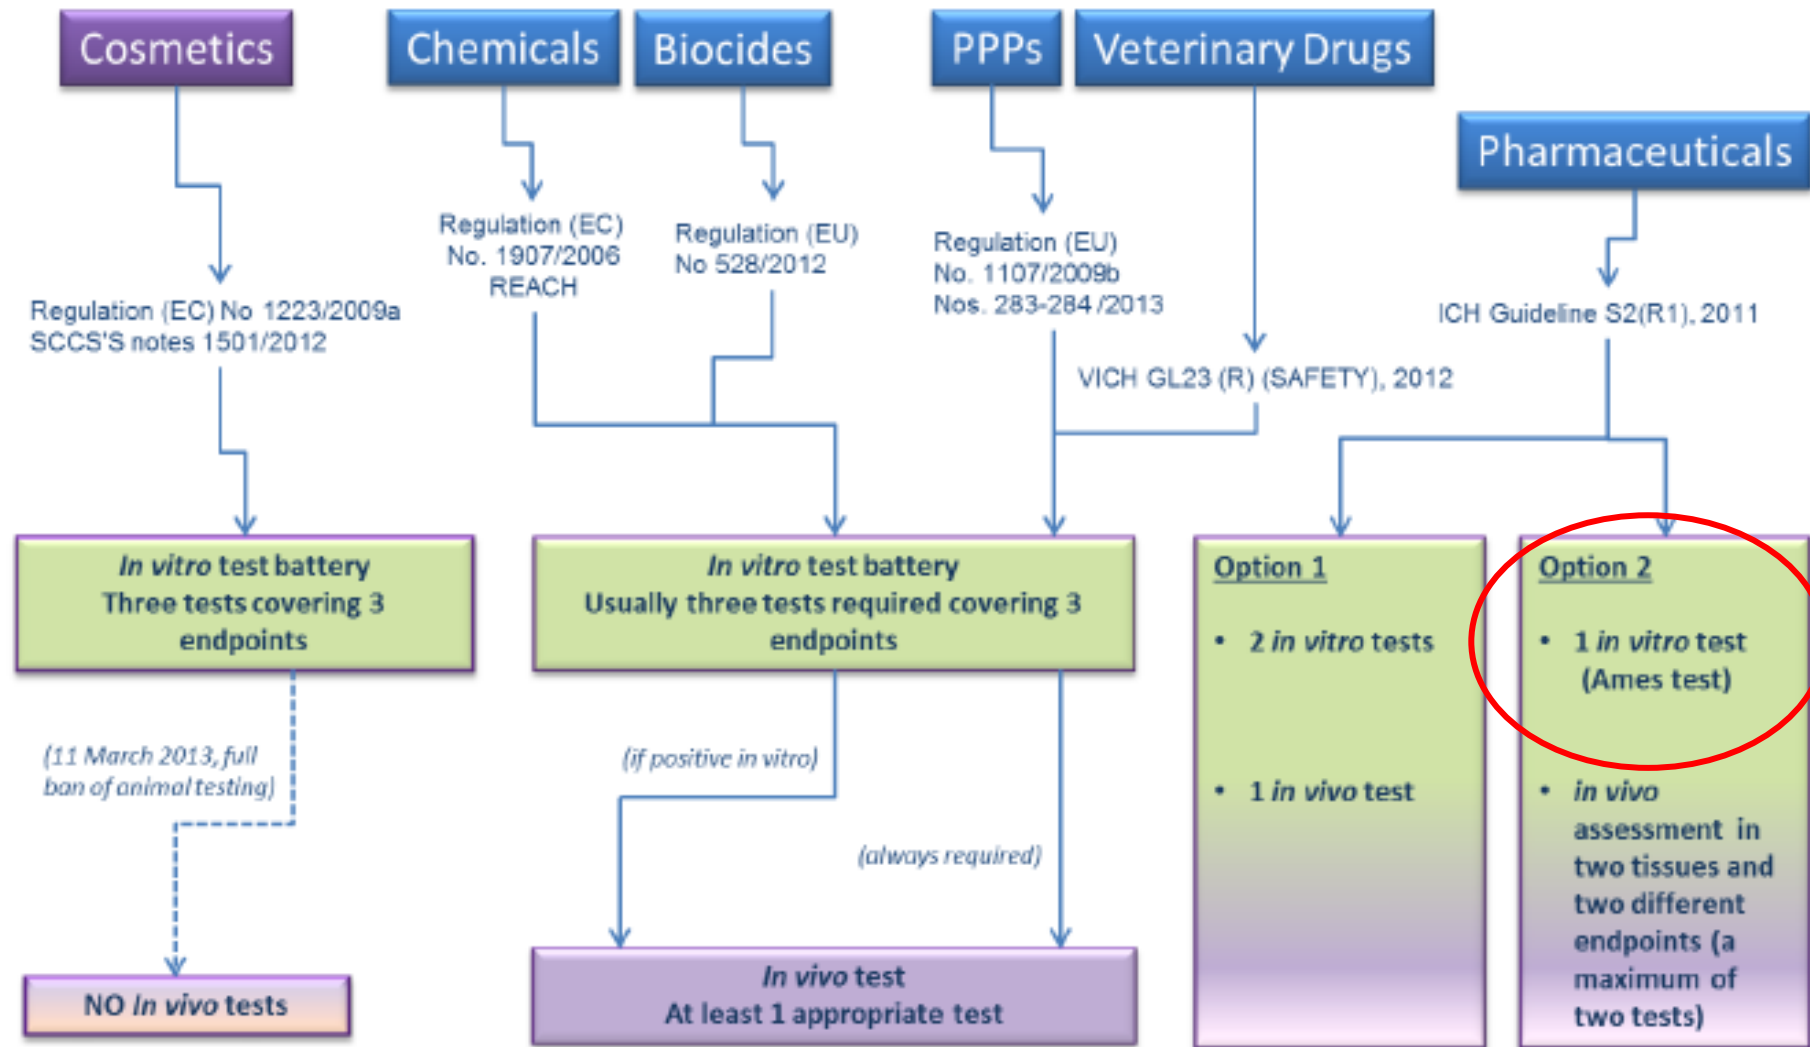 Cosmetics
Chemicals
Biocides
PPPs
Veterinary Drugs
Pharmaceuticals
Regulation (EC) No 1223/2009a
SCCS'S notes 1501/2012
Regulation (EC)
No. 1907/2006
REACH
Regulation (EU)
No 528/2012
Regulation (EU)
No. 1107/2009b
Nos. 283-284 /2013
VICH GL23 (R) (SAFETY), 2012
ICH Guideline S2(R1), 2011
In vitro test battery
Three tests covering 3
endpoints
In vitro test battery
Usually three tests required covering 3
endpoints
Option 1
• 2 in vitro tests
• 1 in vivo test
Option 2
• 1 in vitro test
(Ames test)
• in vivo
assessment in
two tissues and
two different
endpoints (a
maximum of
two tests)
(11 March 2013, full
ban of animal testing)
(if positive in vitro)
(always required)
NO In vivo tests
In vivo test
At least 1 appropriate test